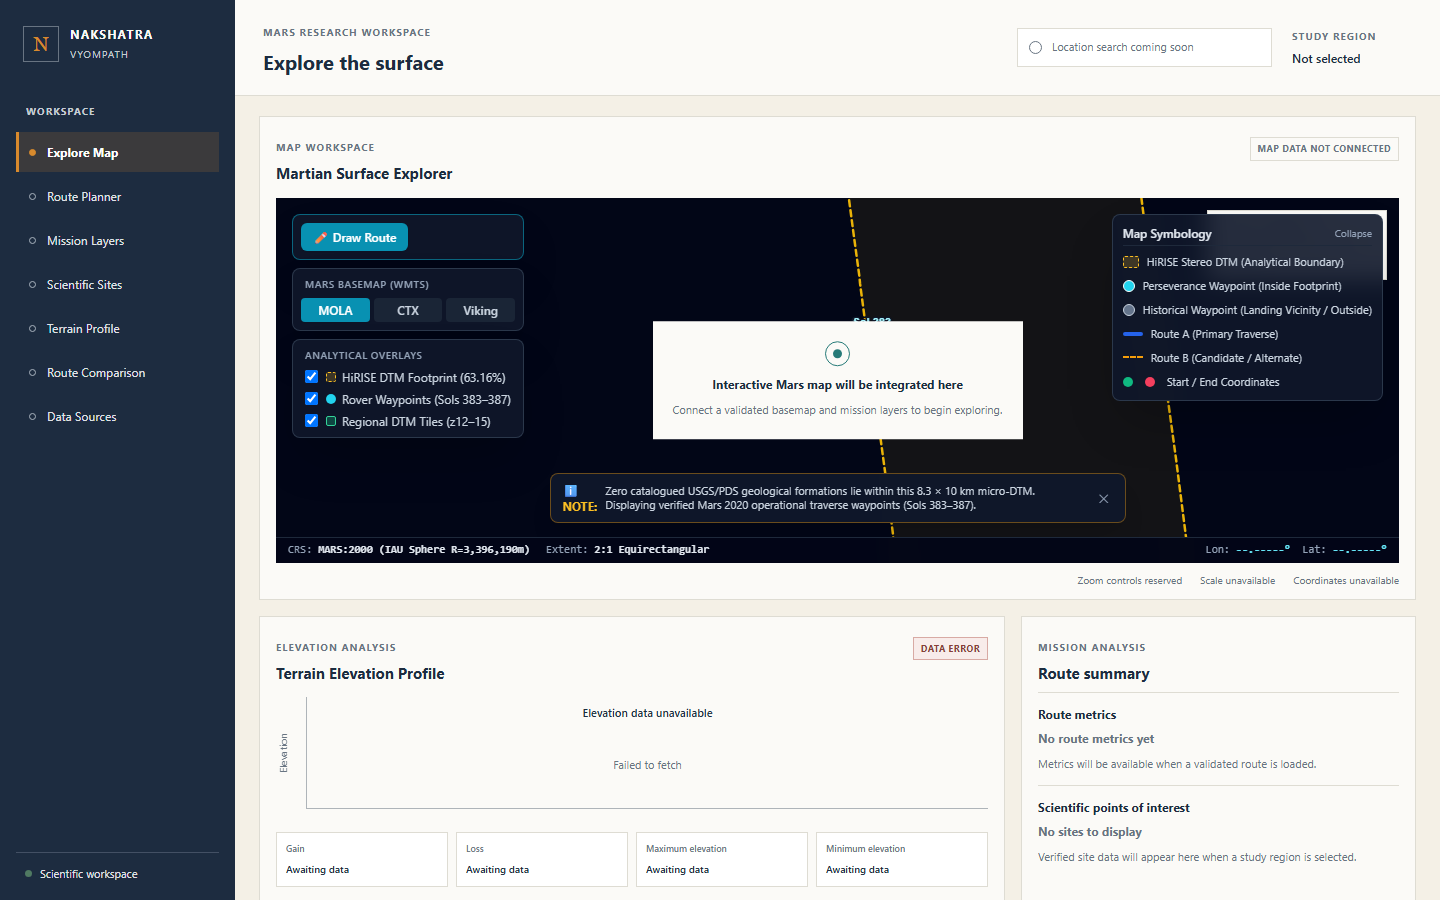 N
NAKSHATRA
VYOMPATH
WORKSPACE
Explore Map
Route Planner
Mission Layers
Scientific Sites
Terrain Profile
Route Comparison
Data Sources
Scientific workspace
MARS RESEARCH WORKSPACE
Explore the surface
Location search coming soon
STUDY REGION
Not selected
MAP WORKSPACE
Martian Surface Explorer
MAP DATA NOT CONNECTED
Draw Route
MARS BASEMAP (WMTS)
MOLA CTX Viking
ANALYTICAL OVERLAYS
HiRISE DTM Footprint (63.16%)
Rover Waypoints (Sols 383–387)
Regional DTM Tiles (z12–15)
Interactive Mars map will be integrated here
Connect a validated basemap and mission layers to begin exploring.
Map Symbology
Collapse
HiRISE Stereo DTM (Analytical Boundary)
Perseverance Waypoint (Inside Footprint)
Historical Waypoint (Landing Vicinity / Outside)
Route A (Primary Traverse)
Route B (Candidate / Alternate)
Start / End Coordinates
NOTE:
Zero catalogued USGS/PDS geological formations lie within this 8.3 × 10 km micro-DTM.
Displaying verified Mars 2020 operational traverse waypoints (Sols 383–387).
CRS: MARS:2000 (IAU Sphere R=3,396,190m) Extent: 2:1 Equirectangular
Lon: --.-----° Lat: --.-----°
Zoom controls reserved Scale unavailable Coordinates unavailable
ELEVATION ANALYSIS
Terrain Elevation Profile
DATA ERROR
Elevation
Elevation data unavailable
Failed to fetch
Gain
Awaiting data
Loss
Awaiting data
Maximum elevation
Awaiting data
Minimum elevation
Awaiting data
MISSION ANALYSIS
Route summary
Route metrics
No route metrics yet
Metrics will be available when a validated route is loaded.
Scientific points of interest
No sites to display
Verified site data will appear here when a study region is selected.